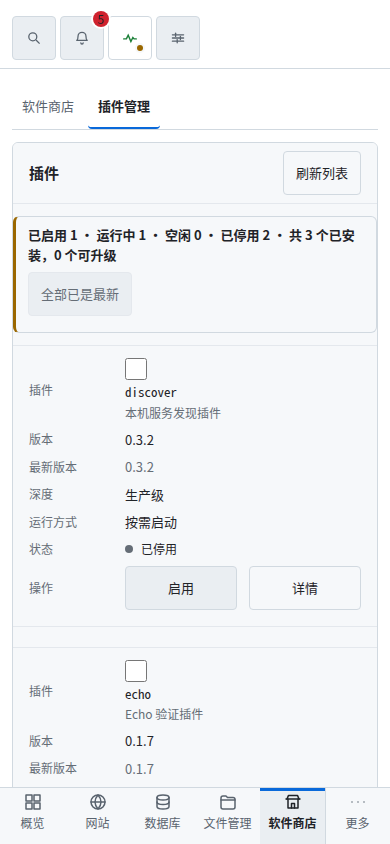 5
软件商店 插件管理
插件 刷新列表
已启用 1 · 运行中 1 · 空闲 0 · 已停用 2 · 共 3 个已安
装，0 个可升级
全部已是最新
插件
discover
本机服务发现插件
版本 0.3.2
最新版本 0.3.2
深度 生产级
运行方式 按需启动
状态 已停用
操作 启用 详情
插件
echo
Echo 验证插件
版本 0.1.7
最新版本 0.1.7
概览 网站 数据库 文件管理 软件商店 更多